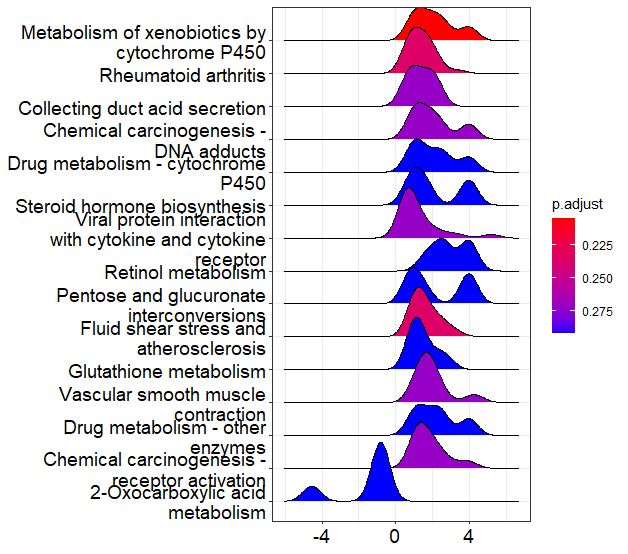 Metabolism of xenobiotics by
cytochrome P450
Rheumatoid arthritis
Collecting duct acid secretion
Chemical carcinogenesis -
DNA adducts
Drug metabolism - cytochrome
P450
Steroid hormone biosynthesis
Viral protein interaction
with cytokine and cytokine
receptor
Retinol metabolism
Pentose and glucuronate
interconversions
Fluid shear stress and
atherosclerosis
Glutathione metabolism
Vascular smooth muscle
contraction
Drug metabolism - other
enzymes
Chemical carcinogenesis -
receptor activation
2-Oxocarboxylic acid
metabolism
-4 0 4
p.adjust
0.225
0.250
0.275